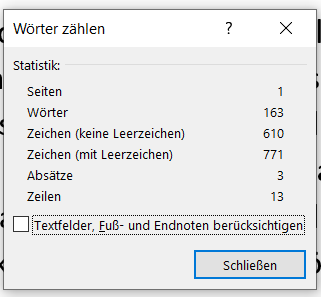 Wörter zählen ?
Statistik:
Seiten 1
Wörter 163
Zeichen (keine Leerzeichen) 610
Zeichen (mit Leerzeichen) 771
Absätze 3
Zeilen 13
Textfelder, Fuß- und Endnoten berücksichtigen
Schließen